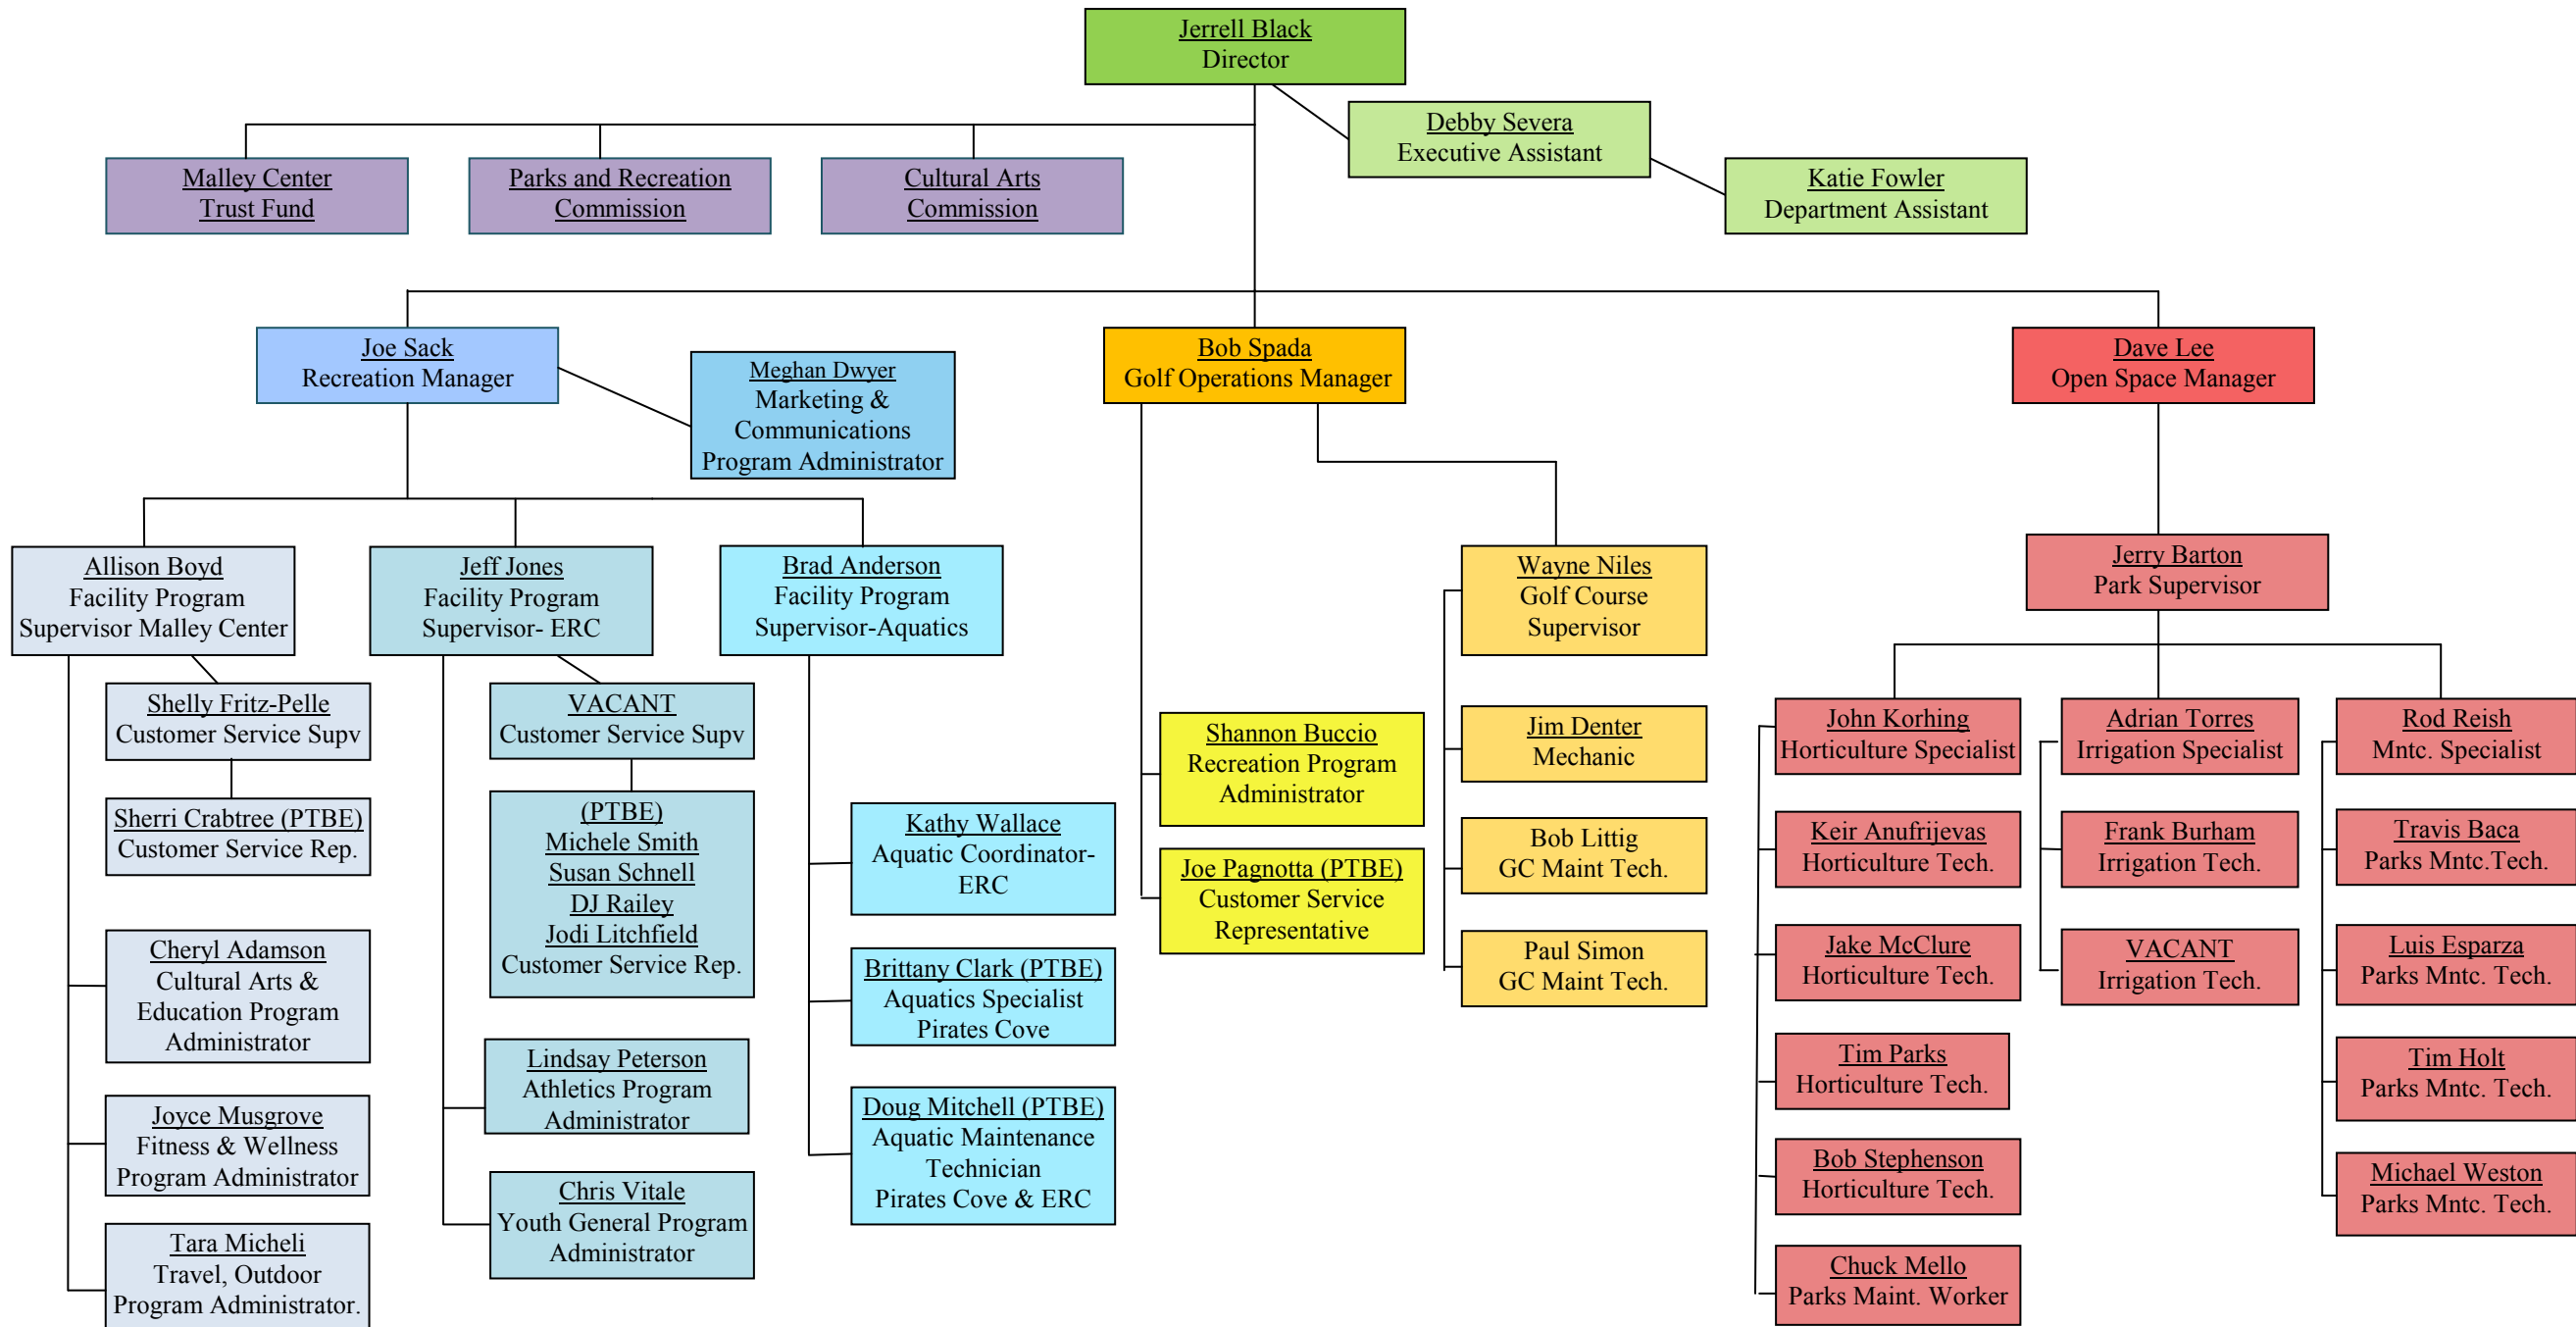 Jerrell Black
Director
Debby Severa
Executive Assistant
Katie Fowler
Department Assistant
Malley Center
Trust Fund
Parks and Recreation
Commission
Cultural Arts
Commission
Joe Sack
Recreation Manager
Meghan Dwyer
Marketing &
Communications
Program Administrator
Bob Spada
Golf Operations Manager
Dave Lee
Open Space Manager
Allison Boyd
Facility Program
Supervisor Malley Center
Shelly Fritz-Pelle
Customer Service Supv
Sherri Crabtree (PTBE)
Customer Service Rep.
Cheryl Adamson
Cultural Arts &
Education Program
Administrator
Joyce Musgrove
Fitness & Wellness
Program Administrator
Tara Micheli
Travel, Outdoor
Program Administrator.
Jeff Jones
Facility Program
Supervisor- ERC
VACANT
Customer Service Supv
(PTBE)
Michele Smith
Susan Schnell
DJ Railey
Jodi Litchfield
Customer Service Rep.
Lindsay Peterson
Athletics Program
Administrator
Chris Vitale
Youth General Program
Administrator
Brad Anderson
Facility Program
Supervisor-Aquatics
Kathy Wallace
Aquatic Coordinator-
ERC
Brittany Clark (PTBE)
Aquatics Specialist
Pirates Cove
Doug Mitchell (PTBE)
Aquatic Maintenance
Technician
Pirates Cove & ERC
Shannon Buccio
Recreation Program
Administrator
Joe Pagnotta (PTBE)
Customer Service
Representative
Wayne Niles
Golf Course
Supervisor
Jim Denter
Mechanic
Bob Littig
GC Maint Tech.
Paul Simon
GC Maint Tech.
Jerry Barton
Park Supervisor
John Korhing
Horticulture Specialist
Keir Anufrijevas
Horticulture Tech.
Jake McClure
Horticulture Tech.
Tim Parks
Horticulture Tech.
Bob Stephenson
Horticulture Tech.
Chuck Mello
Parks Maint. Worker
Adrian Torres
Irrigation Specialist
Frank Burham
Irrigation Tech.
VACANT
Irrigation Tech.
Rod Reish
Mntc. Specialist
Travis Baca
Parks Mntc.Tech.
Luis Esparza
Parks Mntc. Tech.
Tim Holt
Parks Mntc. Tech.
Michael Weston
Parks Mntc. Tech.